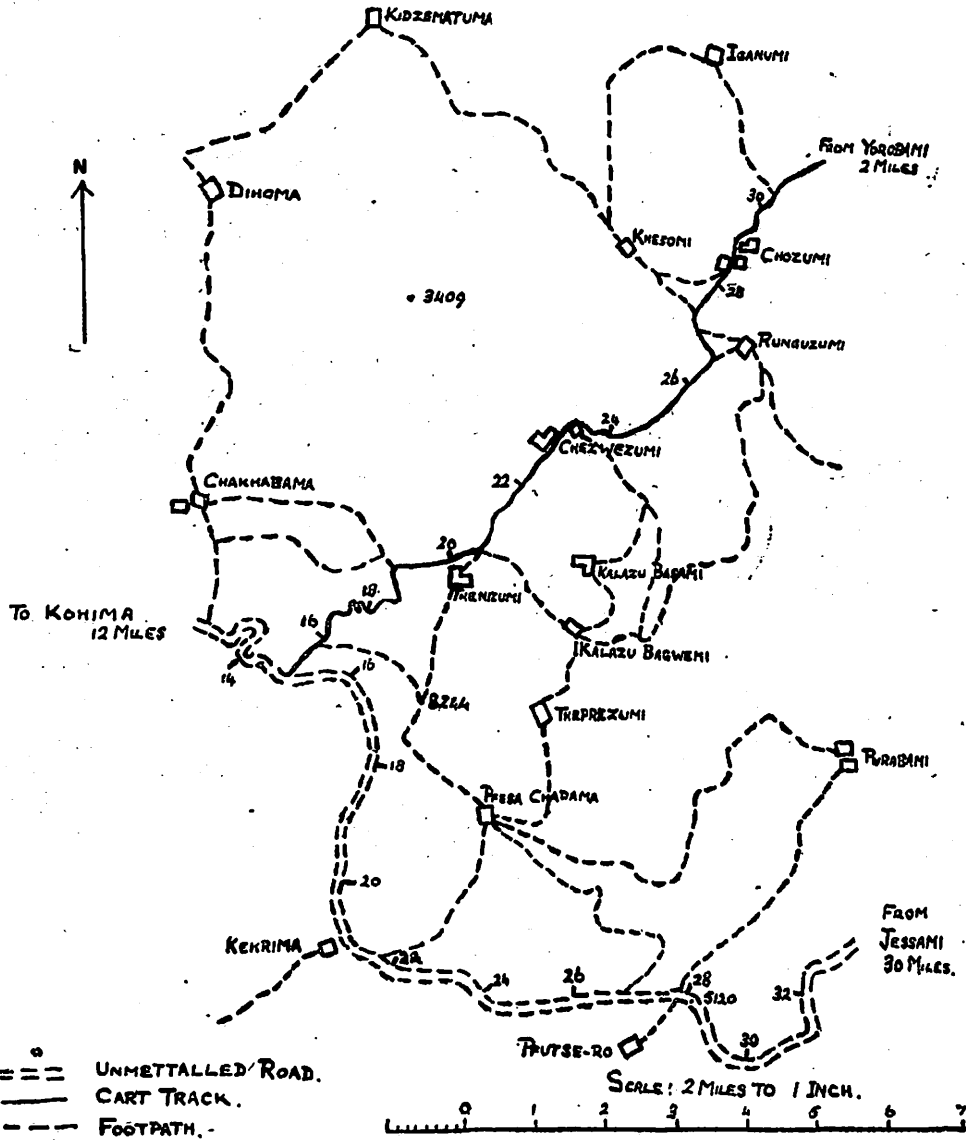 KIDZEMATUMA
IGANUMI
FROM YOROBAMI
2 MILES
N
DIHOMA
30
KHESOMI
CHOZUMI
28
3409
RUNGUZUMI
26
24
CHEZWEZUMI
CHAKHABAMA
22
20
KALAZU BASAMI
THENIZUMI
18
TO KOHIMA
12 MILES
16
KALAZU BAGWEMI
14
16
8,244
THEPREZUMI
18
PURABAMI
PFESA CHADAMA
20
FROM
JESSAMI
30 MILES.
KEKRIMA
22
24
26
28
5120
32
PFUTSE-RO
30
UNMETTALLED ROAD.
CART TRACK.
FOOTPATH.
SCALE: 2 MILES TO 1 INCH.
0 1 2 3 4 5 6 7